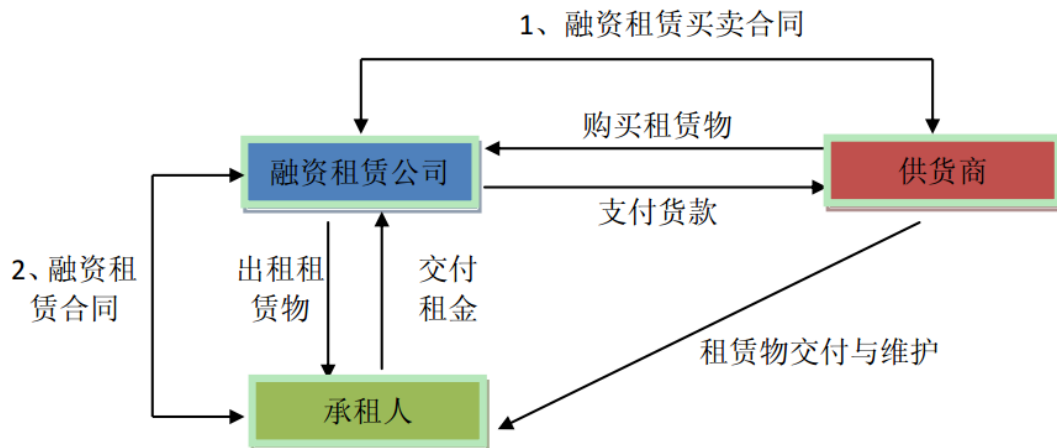 1、融资租赁买卖合同
购买租赁物
融资租赁公司
供货商
支付货款
2、融资租
赁合同
出租租
赁物
交付
租金
租赁物交付与维护
承租人